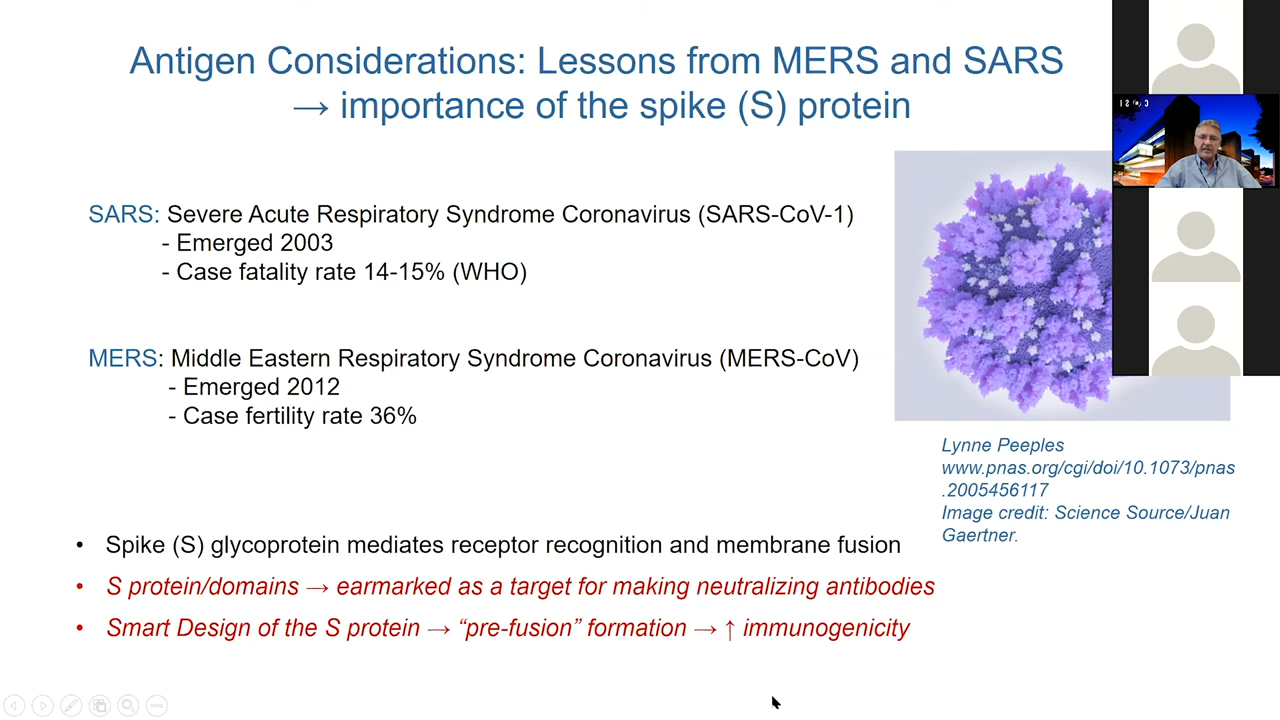 Antigen Considerations: Lessons from MERS and SARS
→ importance of the spike (S) protein
SARS: Severe Acute Respiratory Syndrome Coronavirus (SARS-CoV-1)
- Emerged 2003
- Case fatality rate 14-15% (WHO)
MERS: Middle Eastern Respiratory Syndrome Coronavirus (MERS-CoV)
- Emerged 2012
- Case fertility rate 36%
Lynne Peeples
www.pnas.org/cgi/doi/10.1073/pnas
.2005456117
Image credit: Science Source/Juan
Gaertner.
• Spike (S) glycoprotein mediates receptor recognition and membrane fusion
• S protein/domains → earmarked as a target for making neutralizing antibodies
• Smart Design of the S protein → “pre-fusion” formation → ↑ immunogenicity